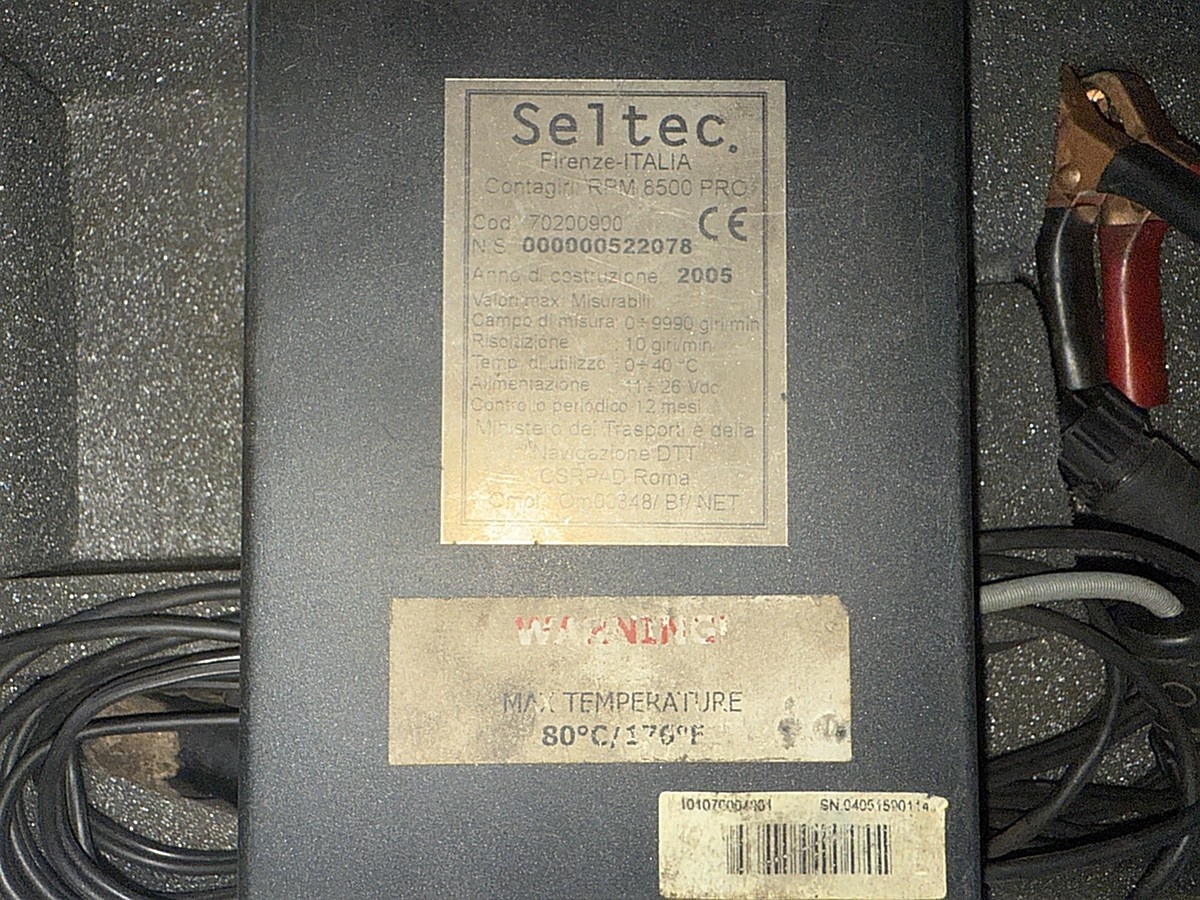 Seltec.
Firenze-ITALIA
Contagiri: RPM 8500 PRO
Cod. 70200900 CE
N.S. 000000522078
Anno di costruzione: 2005
Valori max. Misurabili:
Campo di misura: 0÷9990 giri/min
Risoluzione : 10 giri/min
Temp. di utilizzo : 0÷40 °C
Alimentazione : 11÷26 Vdc
Controllo periodico 12 mesi
Ministero dei Trasporti e della
Navigazione DTT
CSRPAD Roma
Omol.: Om00348/ Bf/ NET
WARNING!
MAX TEMPERATURE
80°C/176°F
SN.